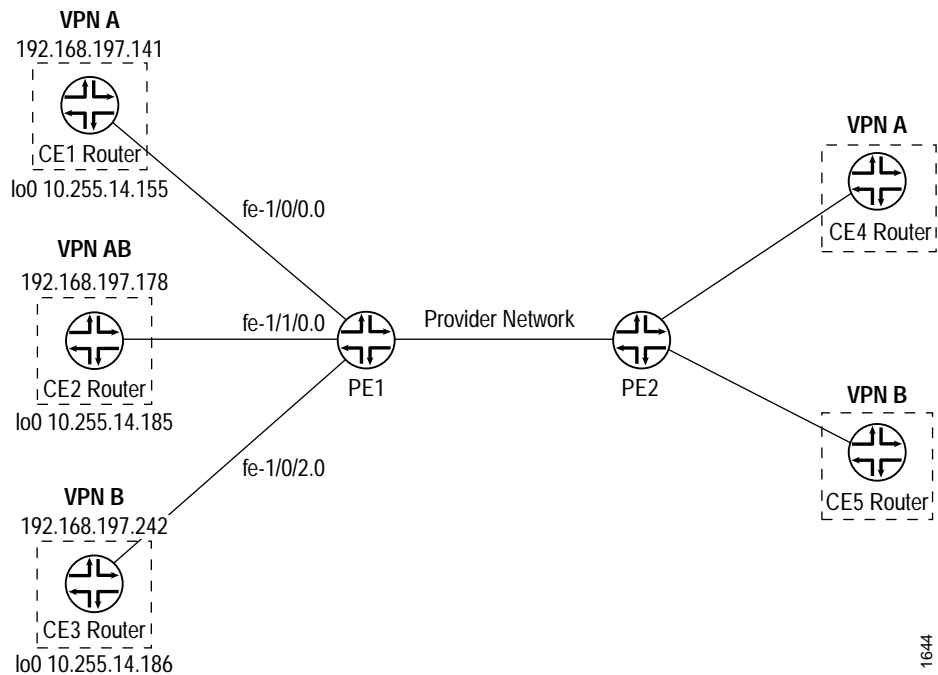 VPN A
192.168.197.141
CE1 Router
lo0 10.255.14.155
fe-1/0/0.0
VPN AB
192.168.197.178
CE2 Router
lo0 10.255.14.185
fe-1/1/0.0
PE1
Provider Network
PE2
VPN B
192.168.197.242
CE3 Router
lo0 10.255.14.186
fe-1/0/2.0
VPN A
CE4 Router
VPN B
CE5 Router
1644